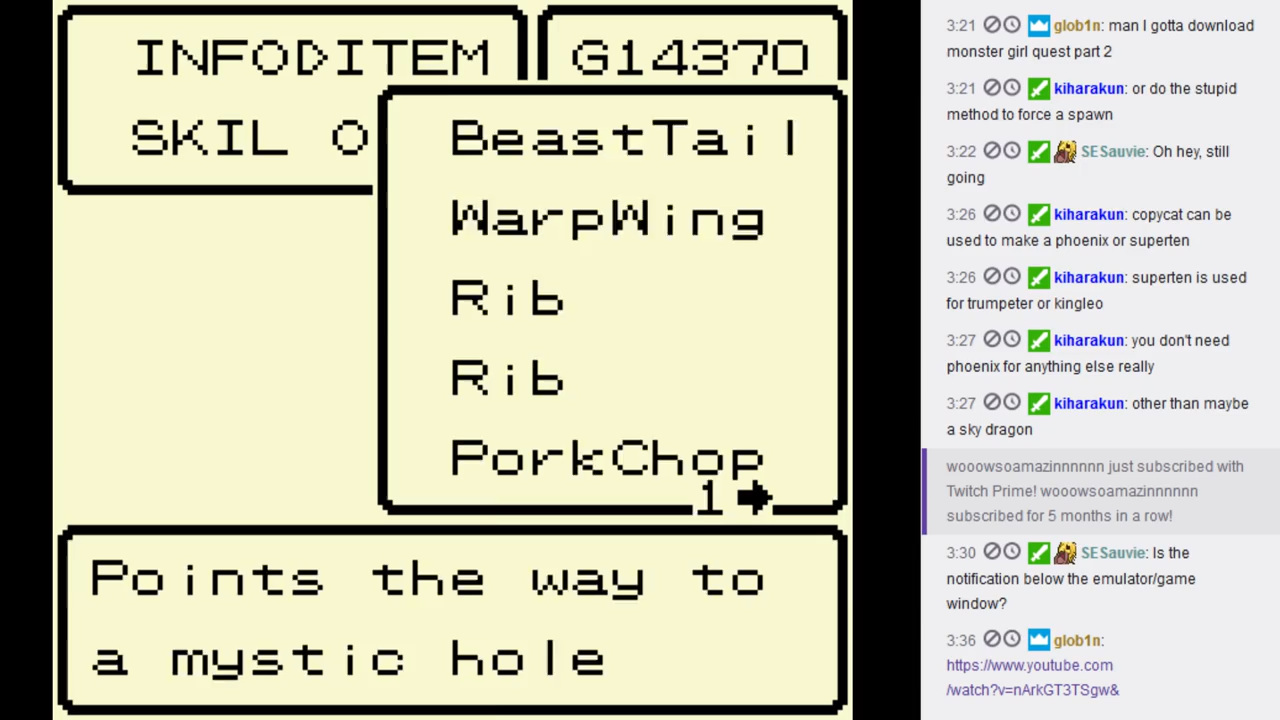 INFO▷ITEM
G14370
SKIL O
BeastTail
WarpWing
Rib
Rib
PorkChop
1
Points the way to
a mystic hole
3:21 glob1n: man I gotta download
monster girl quest part 2
3:21 kiharakun: or do the stupid
method to force a spawn
3:22 SESauvie: Oh hey, still
going
3:26 kiharakun: copycat can be
used to make a phoenix or superten
3:26 kiharakun: superten is used
for trumpeter or kingleo
3:27 kiharakun: you don't need
phoenix for anything else really
3:27 kiharakun: other than maybe
a sky dragon
wooowsoamazinnnnnn just subscribed with
Twitch Prime! wooowsoamazinnnnnn
subscribed for 5 months in a row!
3:30 SESauvie: Is the
notification below the emulator/game
window?
3:36 glob1n:
https://www.youtube.com
/watch?v=nArkGT3TSgw&